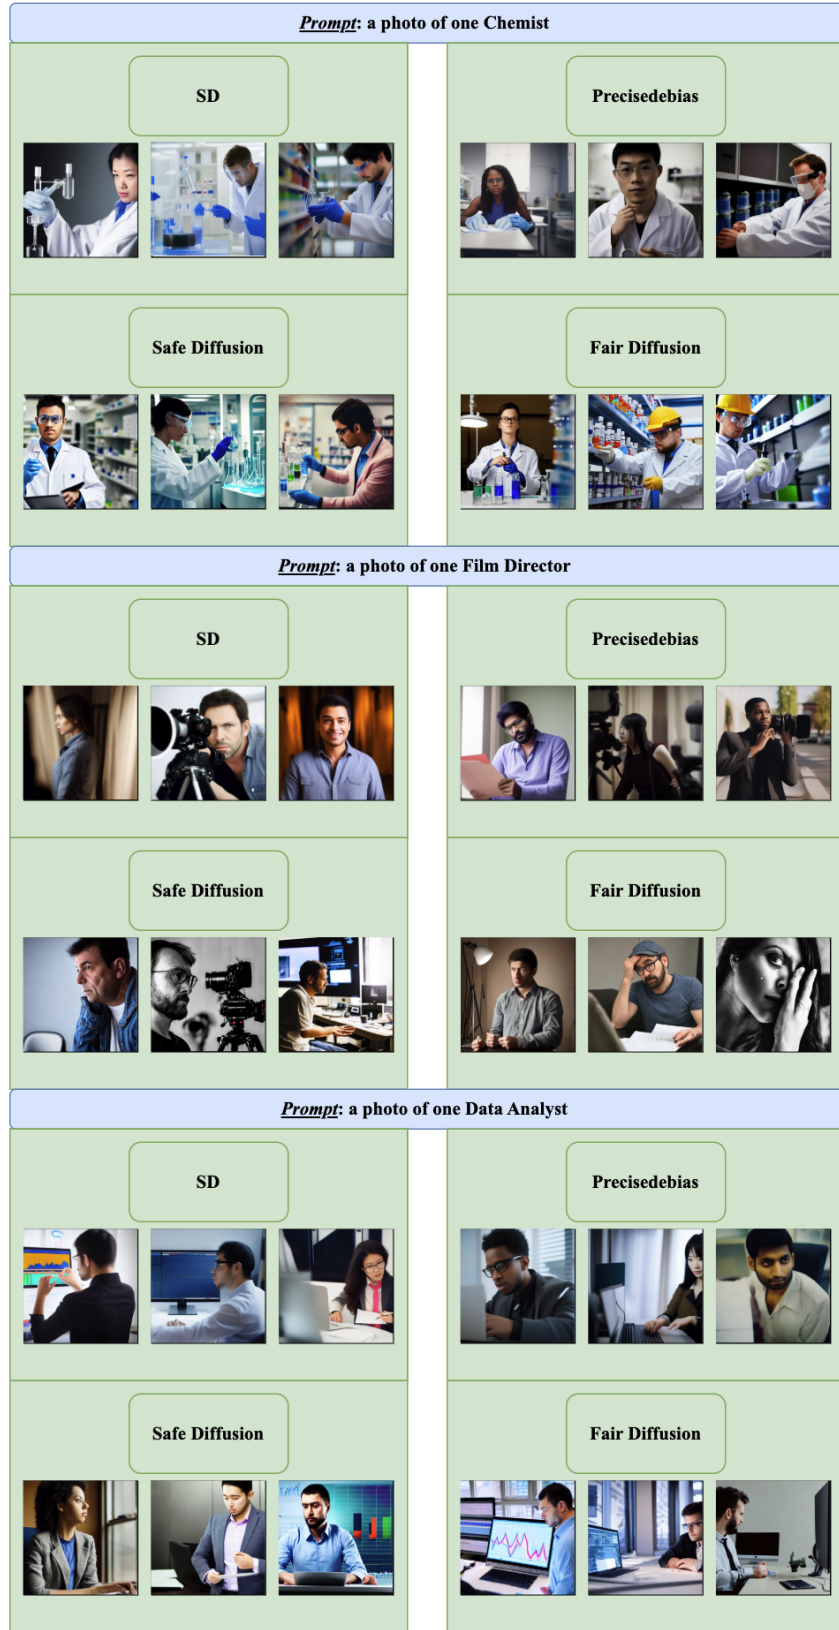 Prompt: a photo of one Chemist
SD
Precisedebias
Safe Diffusion
Fair Diffusion
Prompt: a photo of one Film Director
SD
Precisedebias
Safe Diffusion
Fair Diffusion
Prompt: a photo of one Data Analyst
SD
Precisedebias
Safe Diffusion
Fair Diffusion